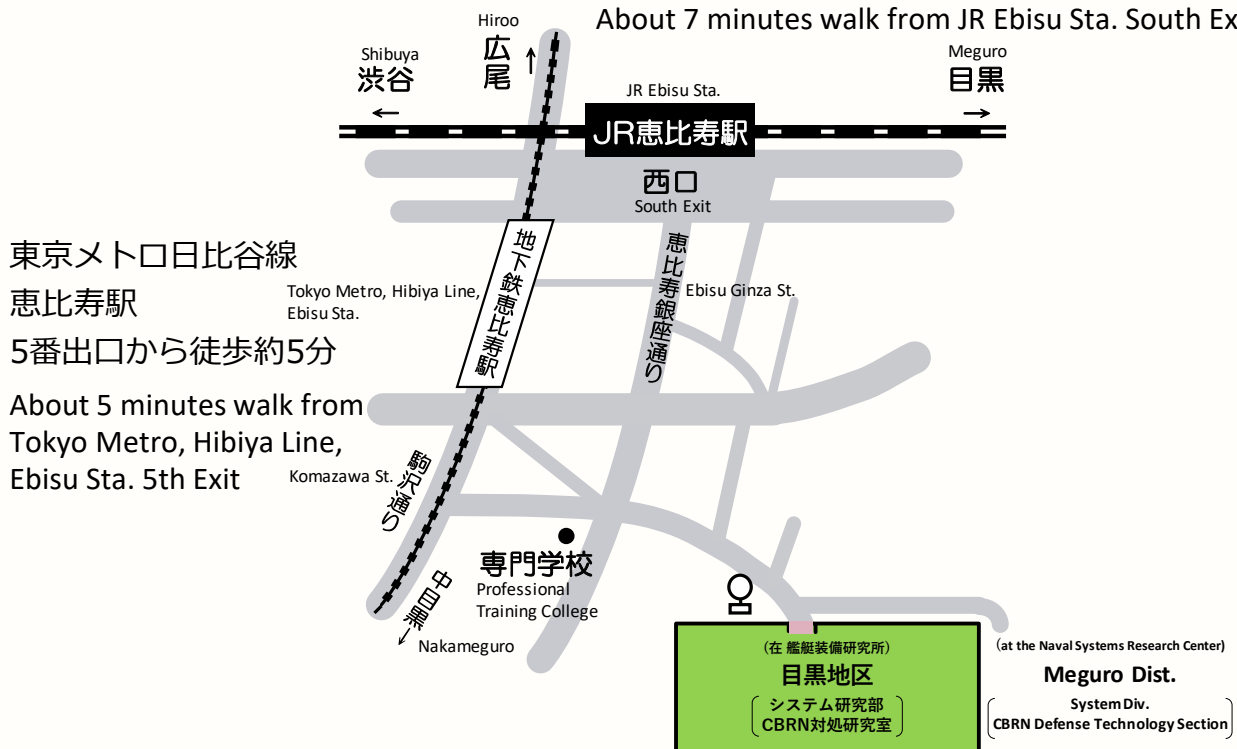 About 7 minutes walk from JR Ebisu Sta. South Ex
Hiroo
広尾
Shibuya
渋谷
Meguro
目黒
JR Ebisu Sta.
JR恵比寿駅
西口
South Exit
東京メトロ日比谷線
恵比寿駅
5番出口から徒歩約5分
About 5 minutes walk from
Tokyo Metro, Hibiya Line,
Ebisu Sta. 5th Exit
Tokyo Metro, Hibiya Line,
Ebisu Sta.
地下鉄恵比寿駅
恵比寿銀座通り
Ebisu Ginza St.
Komazawa St.
駒沢通り
専門学校
Professional
Training College
中目黒
Nakameguro
(在 艦艇装備研究所)
目黒地区
システム研究部
CBRN対処研究室
(at the Naval Systems Research Center)
Meguro Dist.
System Div.
CBRN Defense Technology Section